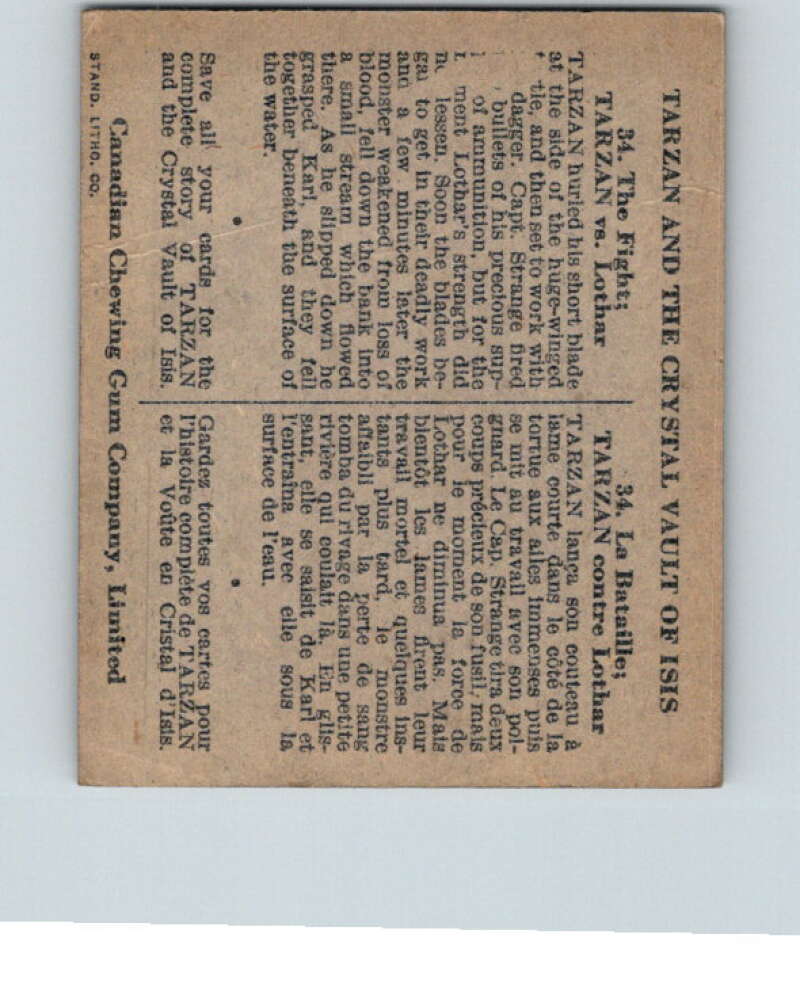 TARZAN AND THE CRYSTAL VAULT OF ISIS
34. The Fight;
TARZAN vs. Lothar
TARZAN hurled his short blade
at the side of the huge-winged
tle, and then set to work with
dagger. Capt. Strange fired
bullets of his precious sup-
of ammunition, but for the
ment Lothar's strength did
lessen. Soon the blades be-
to get in their deadly work
and a few minutes later the
monster weakened from loss of
blood, fell down the bank into
a small stream which flowed
there. As he slipped down he
grasped Karl, and they fell
together beneath the surface of
the water.
Save all your cards for the
complete story of TARZAN
and the Crystal Vault of Isis.
34. La Bataille;
TARZAN contre Lothar
TARZAN lança son couteau à
lame courte dans le côté de la
tortue aux ailes immenses puis
se mit au travail avec son poi-
gnard. Le Cap. Strange tira deux
coups précieux de son fusil, mais
pour le moment la force de
Lothar ne diminua pas. Mais
bientôt les lames firent leur
travail mortel et quelques ins-
tants plus tard, le monstre
affaibli par la perte de sang
tomba du rivage dans une petite
rivière qui coulait là. En glis-
sant, elle se saisit de Karl et
l'entraîna avec elle sous la
surface de l'eau.
Gardez toutes vos cartes pour
l'histoire complète de TARZAN
et la Voûte en Cristal d'Isis.
Canadian Chewing Gum Company, Limited
STAND. LITHO. CO.